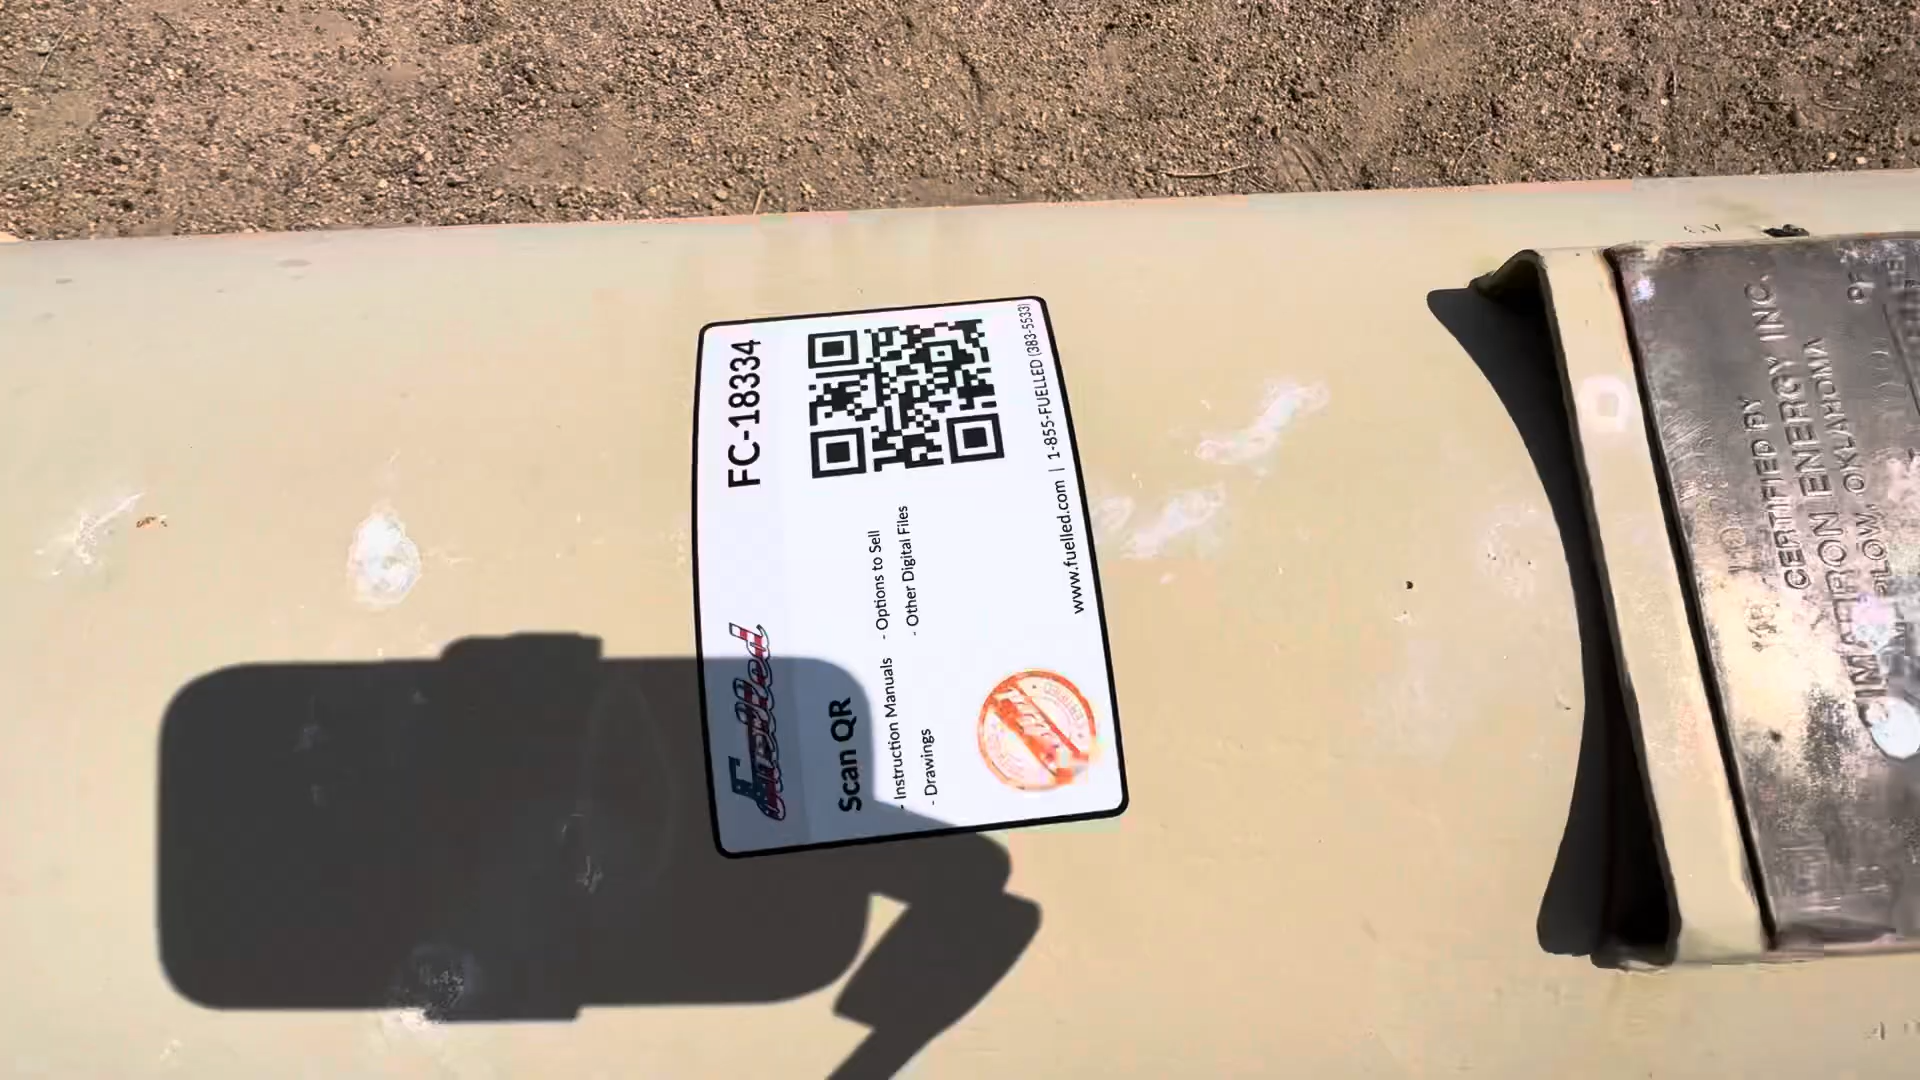 Fuelled
FC-18334
Scan QR
- Instruction Manuals
- Drawings
- Options to Sell
- Other Digital Files
CERTIFIED
www.fuelled.com | 1-855-FUELLED (383-5533)
CERTIFIED BY
CIMARRON ENERGY INC.
OKLAHOMA